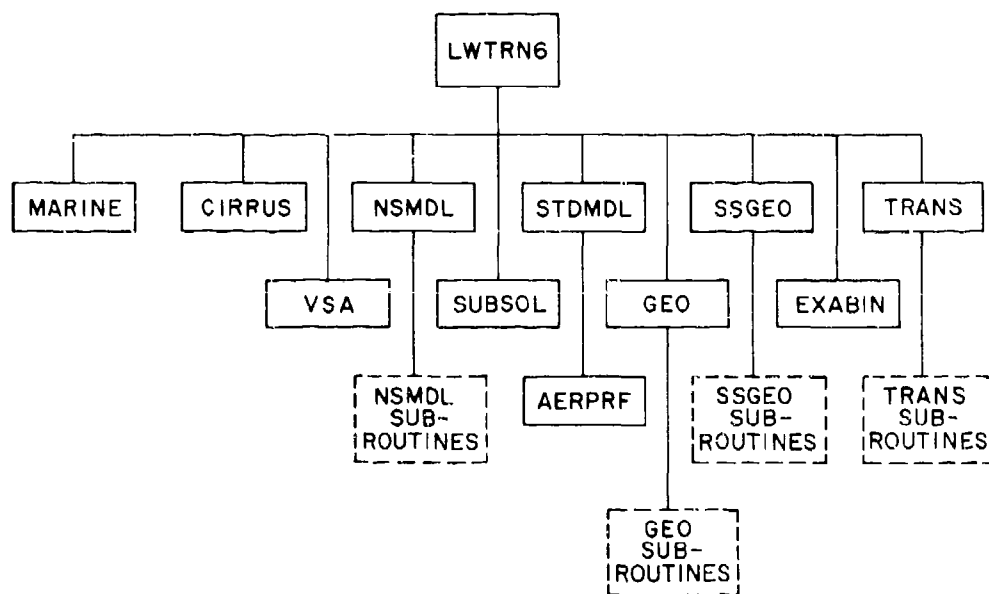 LWTRN6
MARINE
CIRRUS
NSMDL
STDMDL
SSGEO
TRANS
VSA
SUBSOL
GEO
EXABIN
NSMDL
SUB-
ROUTINES
AERPRF
SSGEO
SUB-
ROUTINES
TRANS
SUB-
ROUTINES
GEO
SUB-
ROUTINES